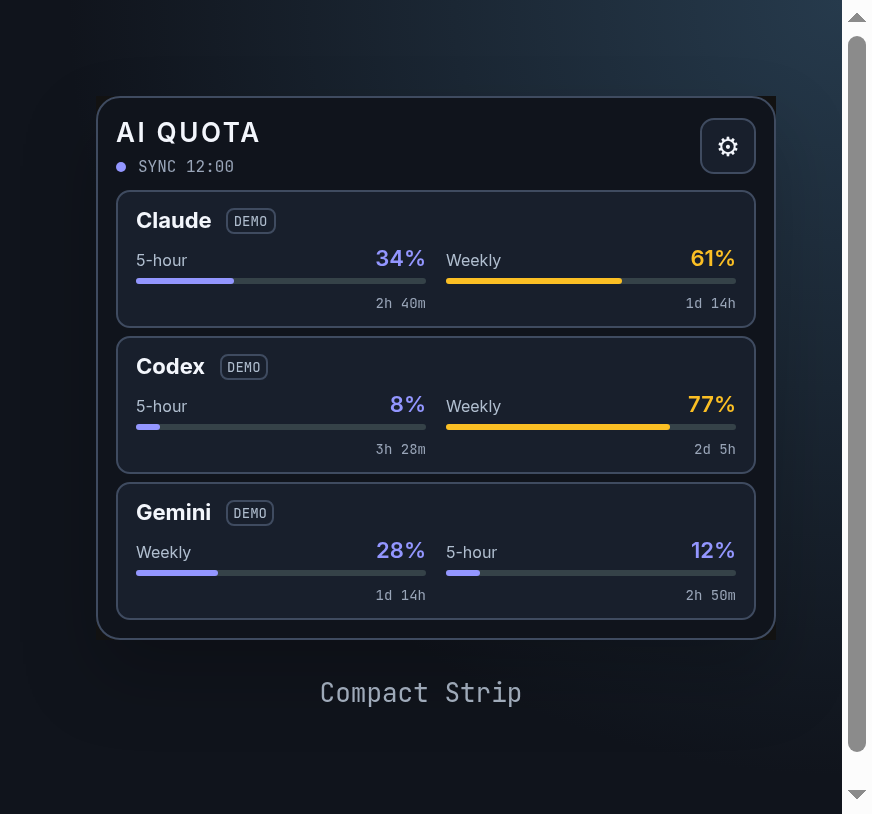 AI QUOTA
SYNC 12:00
Claude DEMO
5-hour 34% Weekly 61%
2h 40m 1d 14h
Codex DEMO
5-hour 8% Weekly 77%
3h 28m 2d 5h
Gemini DEMO
Weekly 28% 5-hour 12%
1d 14h 2h 50m
Compact Strip